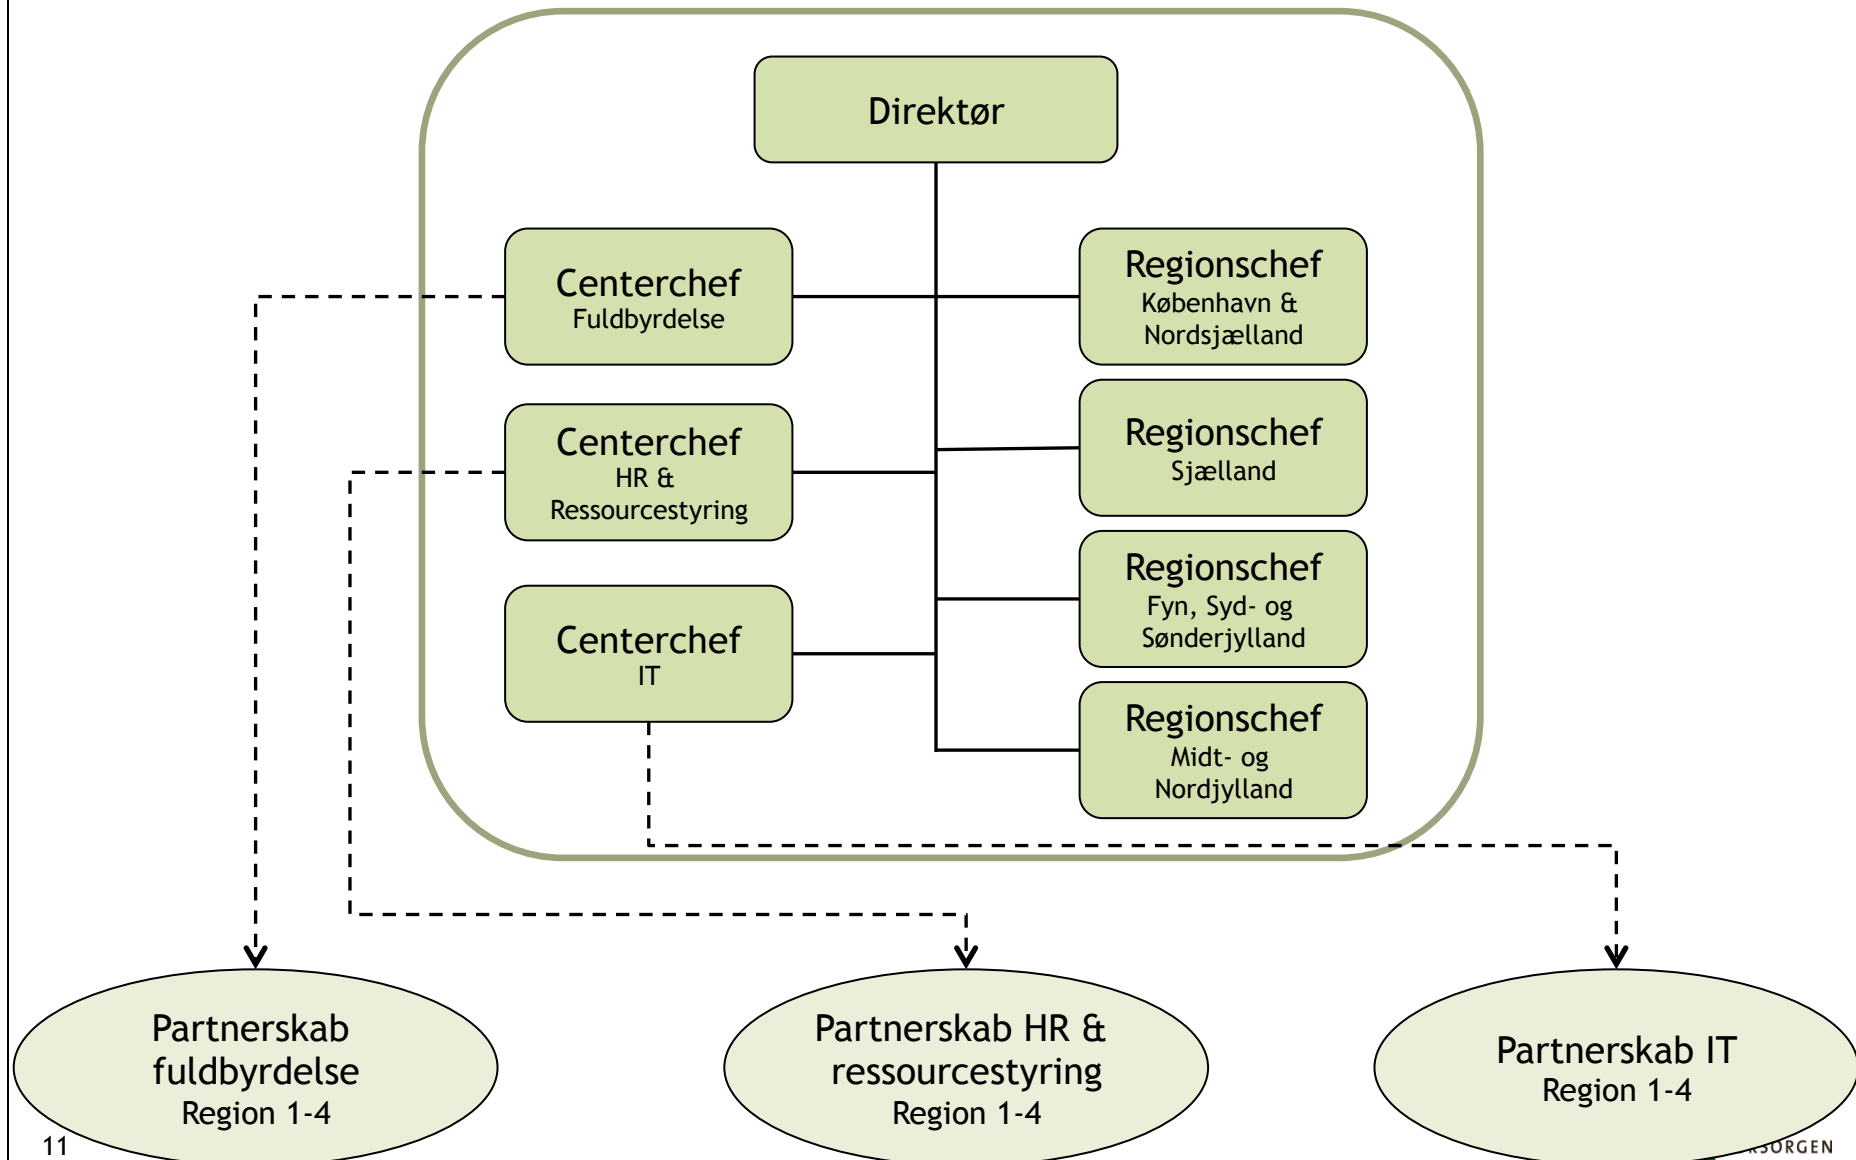 Direktør
Centerchef
Fuldbyrdelse
Regionschef
København &
Nordsjælland
Centerchef
HR &
Ressourcestyring
Regionschef
Sjælland
Centerchef
IT
Regionschef
Fyn, Syd- og
Sønderjylland
Regionschef
Midt- og
Nordjylland
Partnerskab
fuldbyrdelse
Region 1-4
Partnerskab HR &
ressourcestyring
Region 1-4
Partnerskab IT
Region 1-4
11